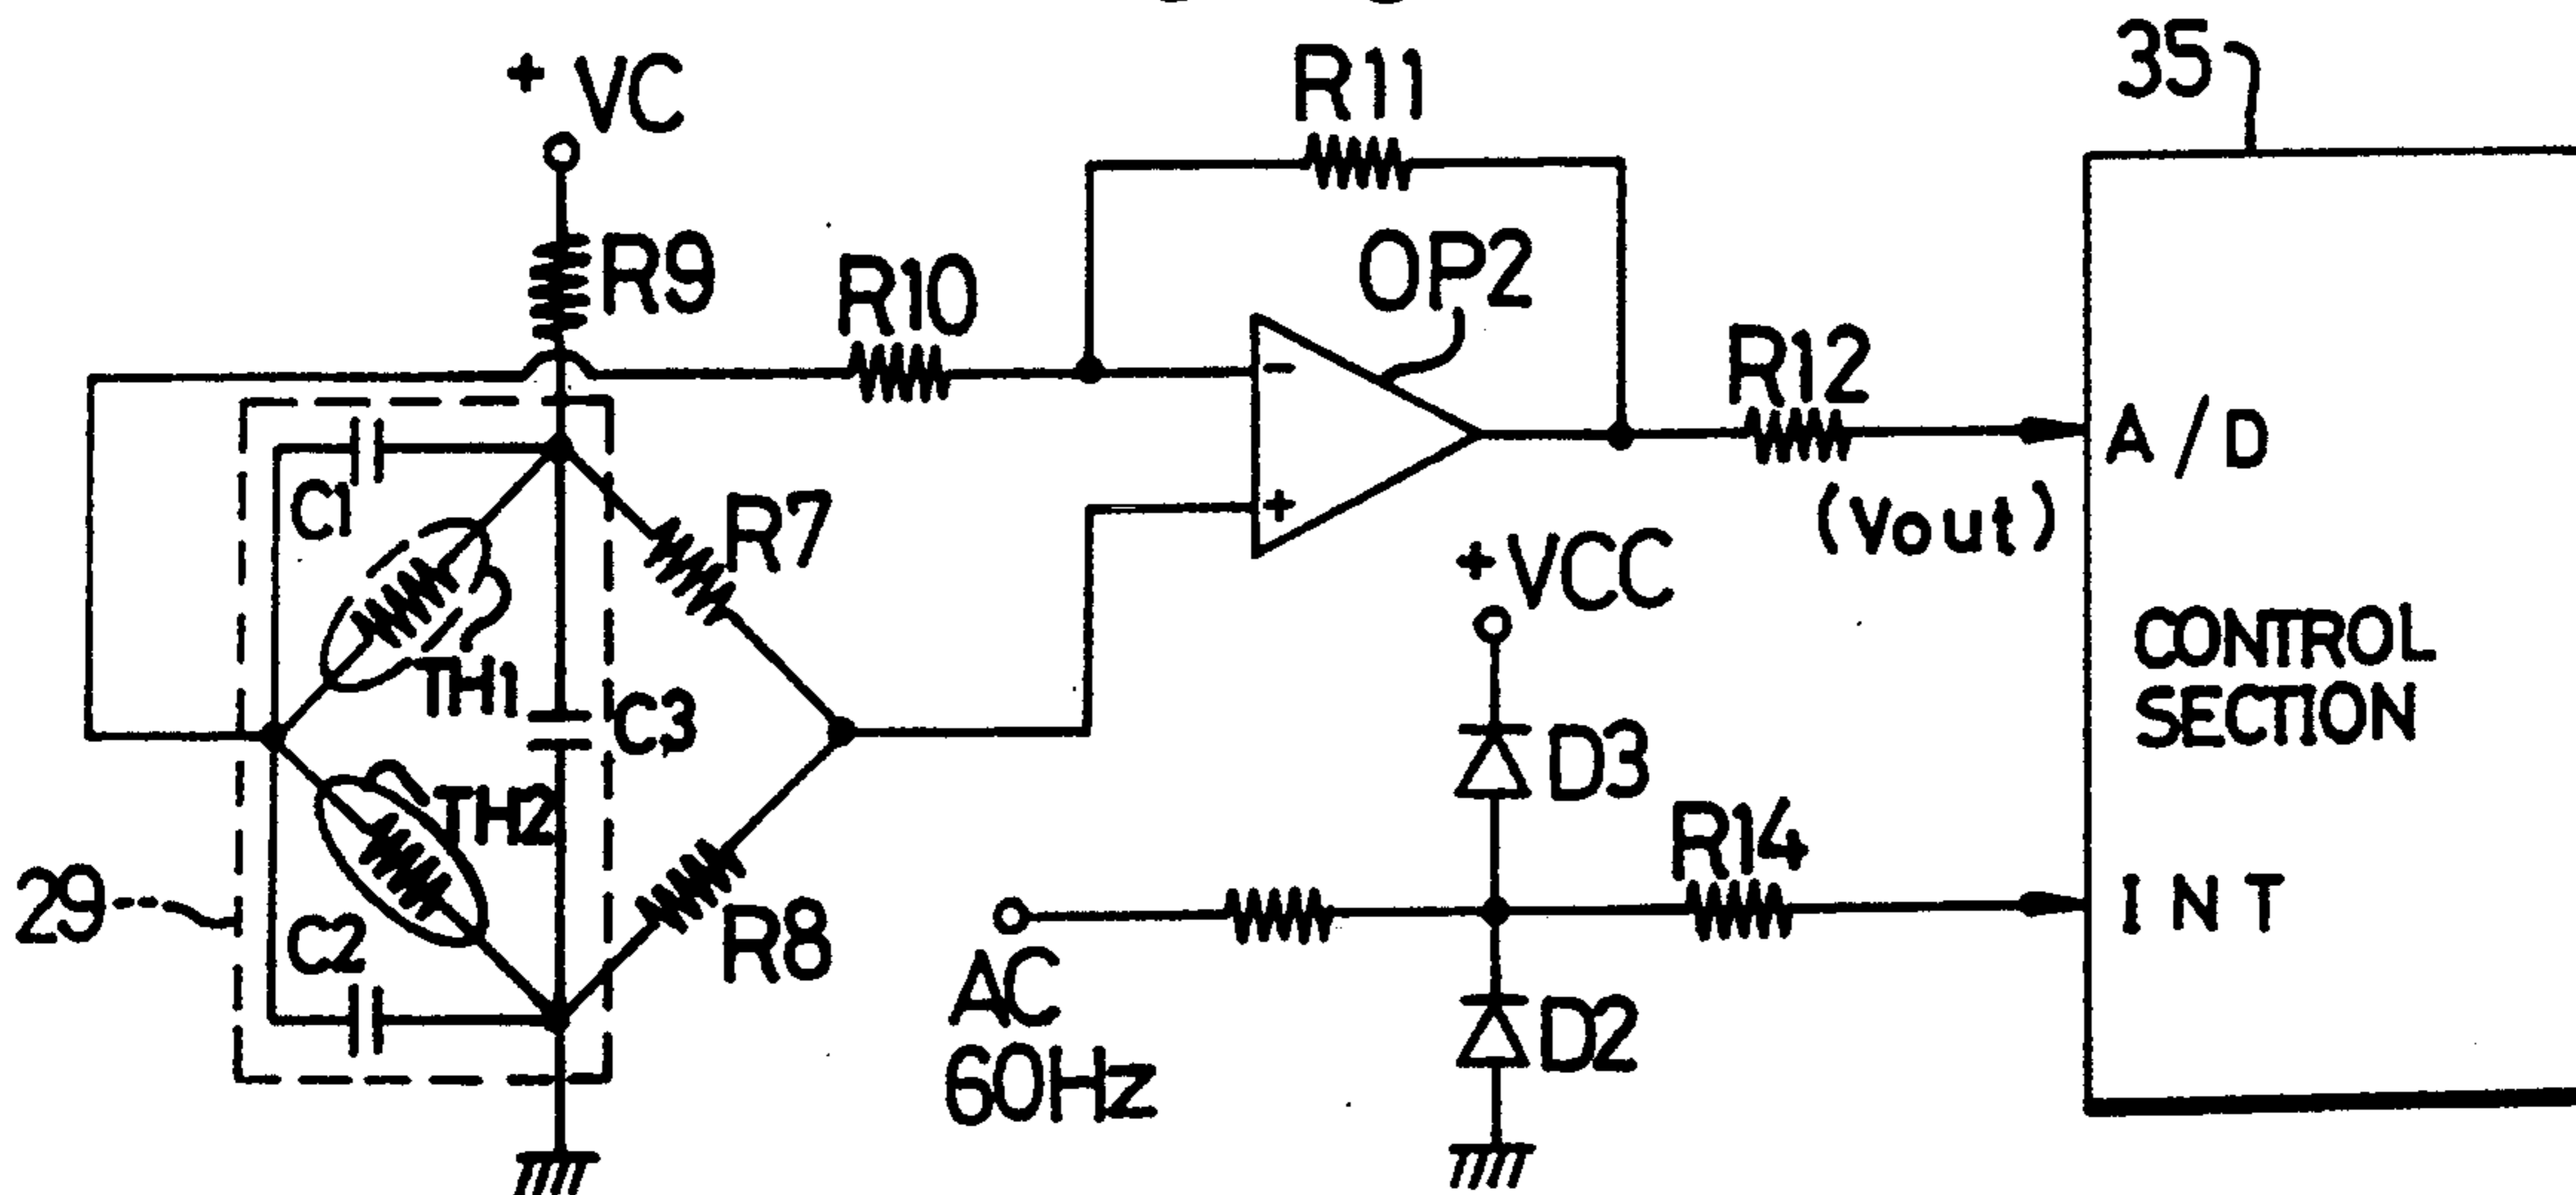 35
+ VC
R11
R9
R10
OP2
R12
A/D
(Vout)
C1
R7
+ VCC
TH1
C3
CONTROL
SECTION
D3
TH2
R14
29
C2
R8
INT
AC
60Hz
D2
-
+